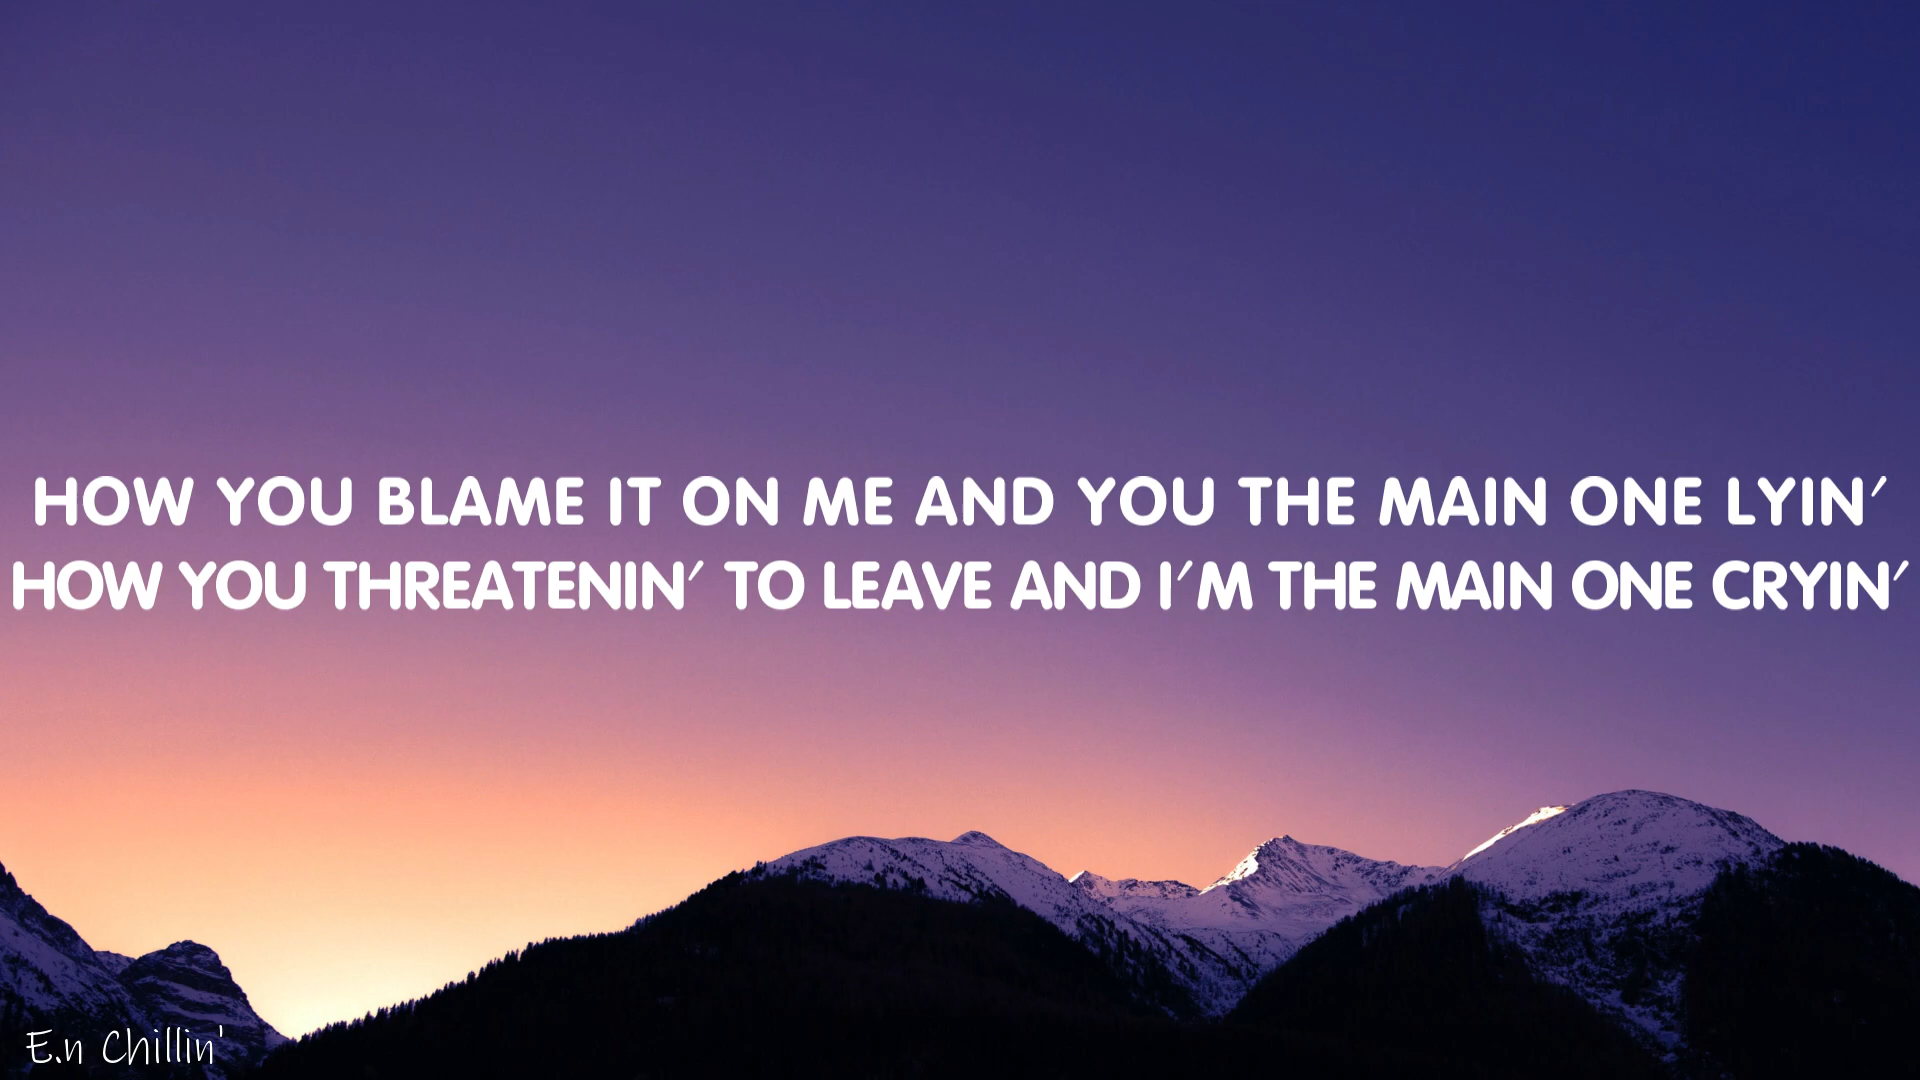 HOW YOU BLAME IT ON ME AND YOU THE MAIN ONE LYIN'
HOW YOU THREATENIN' TO LEAVE AND I'M THE MAIN ONE CRYIN'
E.n Chillin'